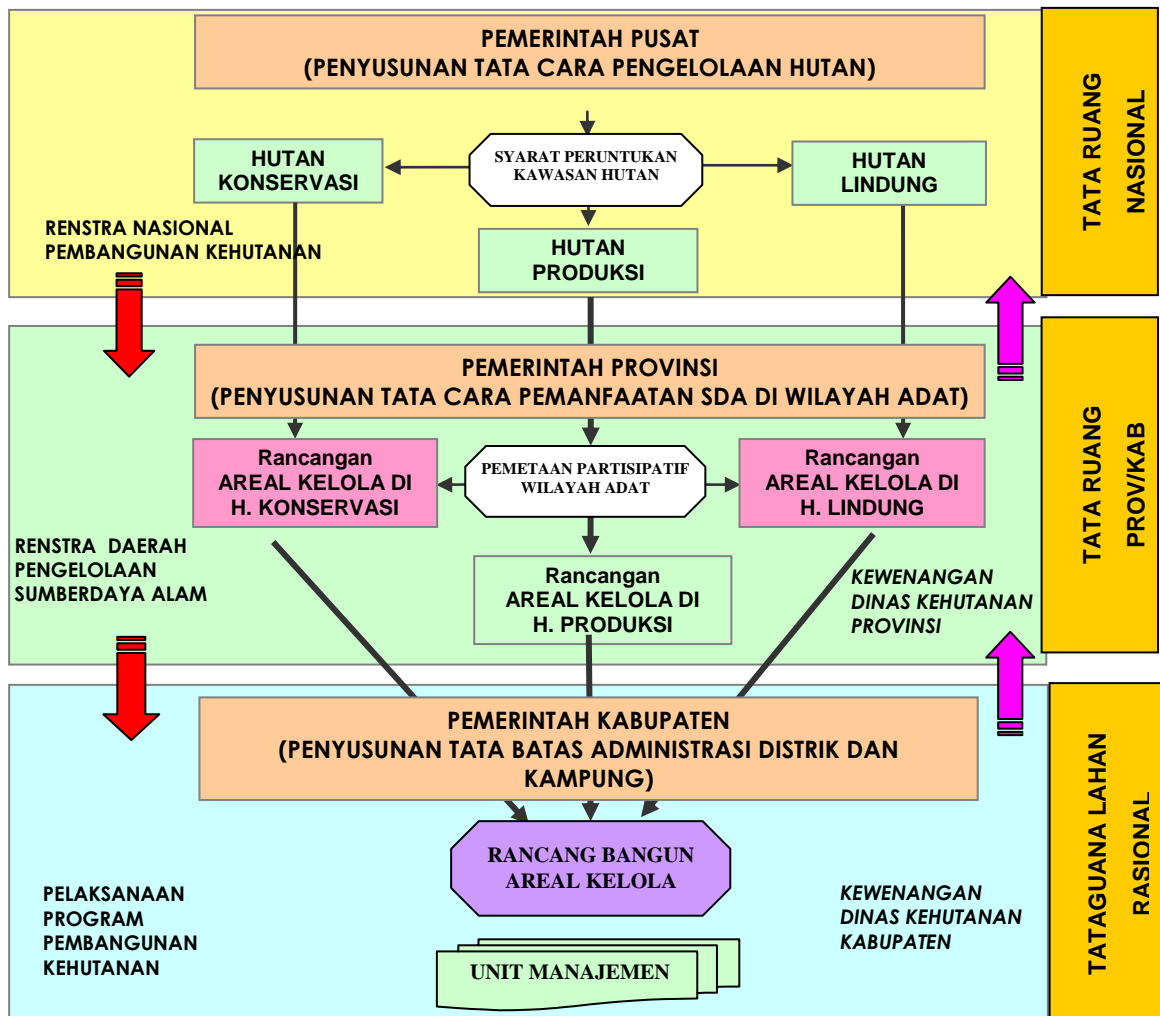 PEMERINTAH PUSAT
(PENYUSUNAN TATA CARA PENGELOLAAN HUTAN)
TATA RUANG
NASIONAL
SYARAT PERUNTUKAN
KAWASAN HUTAN
HUTAN
KONSERVASI
HUTAN
LINDUNG
RENSTRA NASIONAL
PEMBANGUNAN KEHUTANAN
HUTAN
PRODUKSI
PEMERINTAH PROVINSI
(PENYUSUNAN TATA CARA PEMANFAATAN SDA DI WILAYAH ADAT)
TATA RUANG
PROV/KAB
Rancangan
AREAL KELOLA DI
H. KONSERVASI
PEMETAAN PARTISIPATIF
WILAYAH ADAT
Rancangan
AREAL KELOLA DI
H. LINDUNG
RENSTRA DAERAH
PENGELOLAAN
SUMBERDAYA ALAM
Rancangan
AREAL KELOLA DI
H. PRODUKSI
KEWENANGAN
DINAS KEHUTANAN
PROVINSI
PEMERINTAH KABUPATEN
(PENYUSUNAN TATA BATAS ADMINISTRASI DISTRIK DAN
KAMPUNG)
TATAGUANA LAHAN
RASIONAL
RANCANG BANGUN
AREAL KELOLA
PELAKSANAAN
PROGRAM
PEMBANGUNAN
KEHUTANAN
KEWENANGAN
DINAS KEHUTANAN
KABUPATEN
UNIT MANAJEMEN